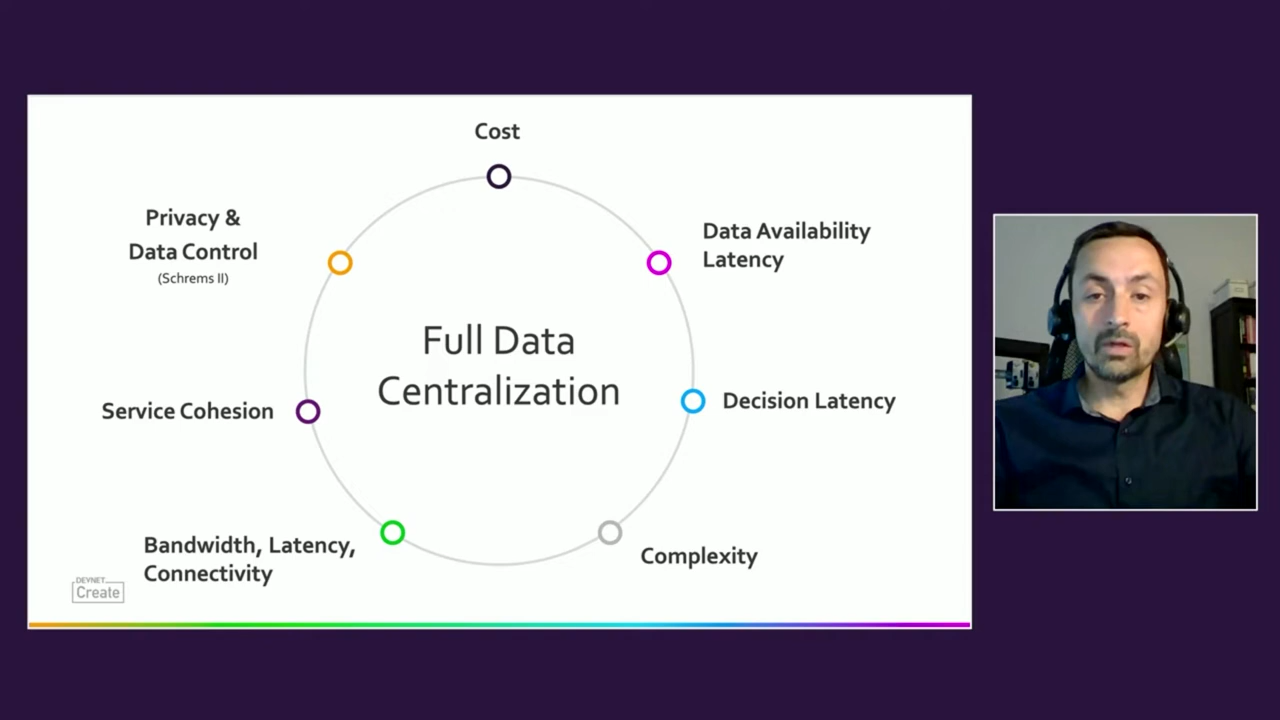 Cost
Privacy &
Data Control
(Schrems II)
Data Availability
Latency
Full Data
Centralization
Service Cohesion
Decision Latency
Bandwidth, Latency,
Connectivity
Complexity
DEVNET
Create